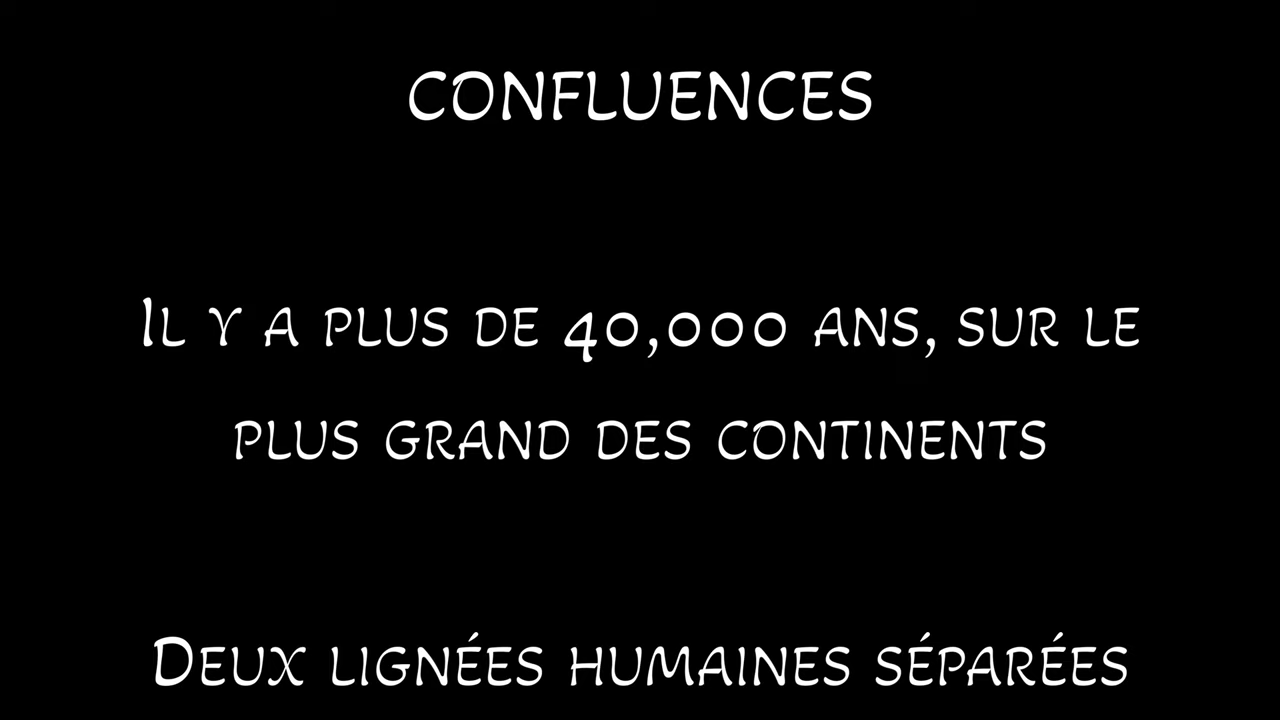 CONFLUENCES
Il y a plus de 40,000 ans, sur le
plus grand des continents
Deux lignées humaines séparées